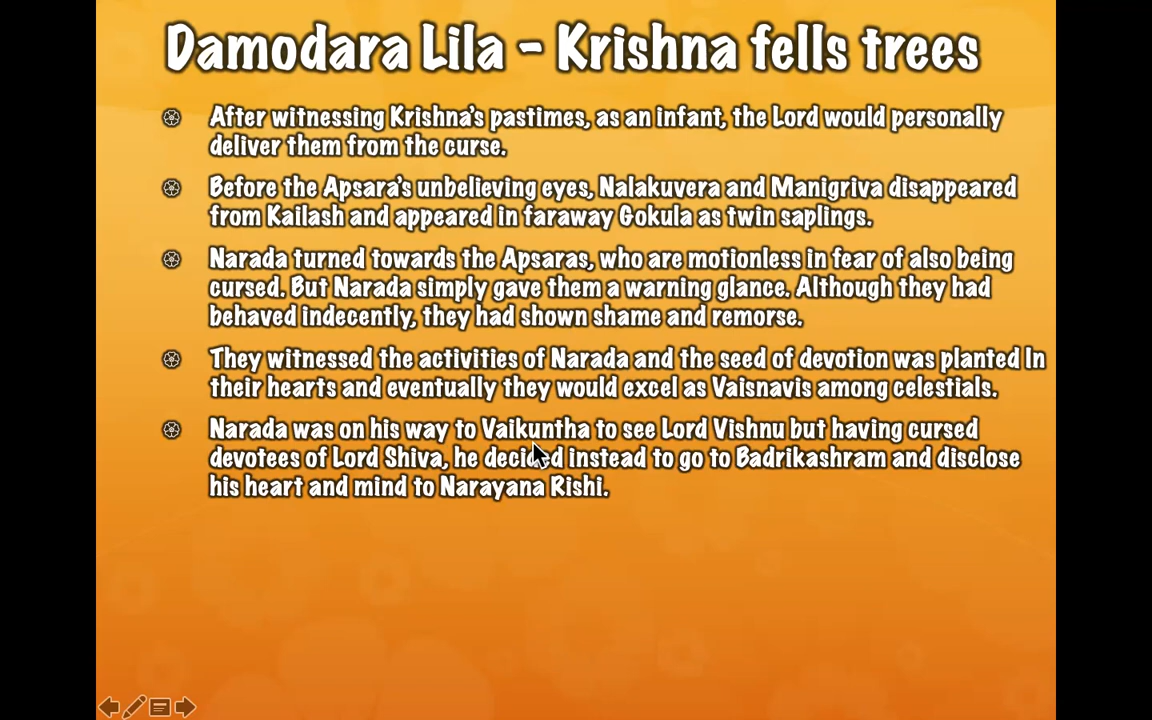 Damodara Lila - Krishna fells trees
After witnessing Krishna's pastimes, as an infant, the Lord would personally
deliver them from the curse.
Before the Apsara's unbelieving eyes, Nalakuvera and Manigriva disappeared
from Kailash and appeared in faraway Gokula as twin saplings.
Narada turned towards the Apsaras, who are motionless in fear of also being
cursed. But Narada simply gave them a warning glance. Although they had
behaved indecently, they had shown shame and remorse.
They witnessed the activities of Narada and the seed of devotion was planted In
their hearts and eventually they would excel as Vaisnavis among celestials.
Narada was on his way to Vaikuntha to see Lord Vishnu but having cursed
devotees of Lord Shiva, he decided instead to go to Badrikashram and disclose
his heart and mind to Narayana Rishi.